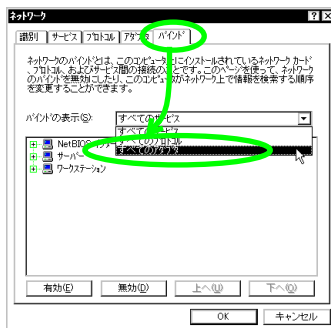 ネットワーク
識別 サービス プロトコル アダプタ バインド
ネットワークのバインドとは、このコンピュータにインストールされているネットワーク カード
、プロトコル、およびサービス間の接続のことです。このページを使って、ネットワーク
のバインドを無効にしたり、このコンピュータがネットワーク上で情報を検索する順序
を変更することができます。
バインドの表示(S): すべてのサービス
すべてのサービス
すべてのプロトコル
すべてのアダプタ
NetBIOS
サーバー
ワークステーション
有効(E) 無効(D) 上へ(U) 下へ(O)
OK キャンセル